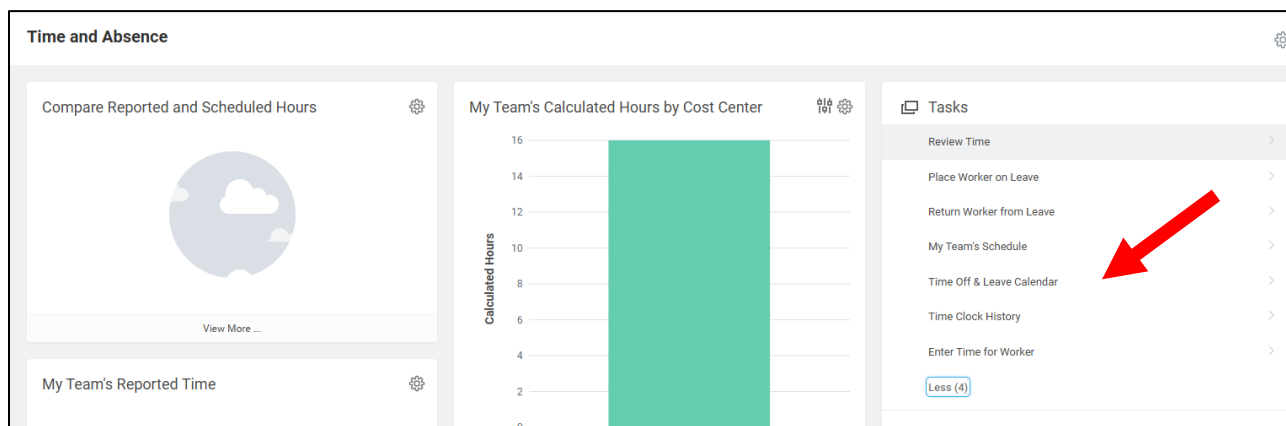 Time and Absence
Compare Reported and Scheduled Hours
View More ...
My Team's Reported Time
My Team's Calculated Hours by Cost Center
Calculated Hours
16
14
12
10
8
6
4
2
0
Tasks
Review Time
Place Worker on Leave
Return Worker from Leave
My Team's Schedule
Time Off & Leave Calendar
Time Clock History
Enter Time for Worker
Less (4)